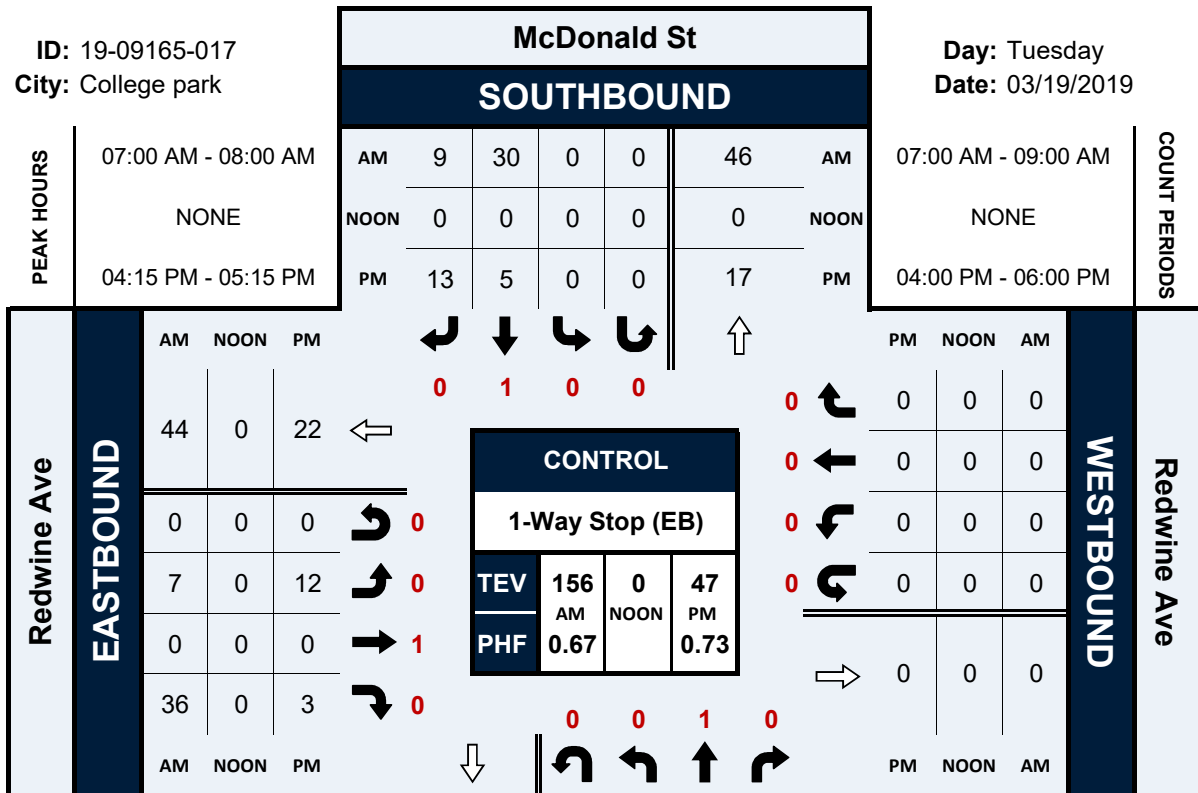 McDonald St
ID: 19-09165-017
Day: Tuesday
City: College park
Date: 03/19/2019
SOUTHBOUND
PEAK HOURS
07:00 AM - 08:00 AM
NONE
04:15 PM - 05:15 PM
AM 9 30 0 0 46 AM
NOON 0 0 0 0 0 NOON
PM 13 5 0 0 17 PM
07:00 AM - 09:00 AM
NONE
04:00 PM - 06:00 PM
COUNT PERIODS
0 1 0 0
Redwine Ave
EASTBOUND
AM NOON PM
44 0 22
0 0 0 0
7 0 12 0
0 0 0 1
36 0 3 0
AM NOON PM
CONTROL
1-Way Stop (EB)
TEV 156 0 47
AM NOON PM
PHF 0.67 0.73
PM NOON AM
0 0 0 0
0 0 0 0
0 0 0 0
0 0 0 0
0 0 0
PM NOON AM
WESTBOUND
Redwine Ave
0 0 1 0